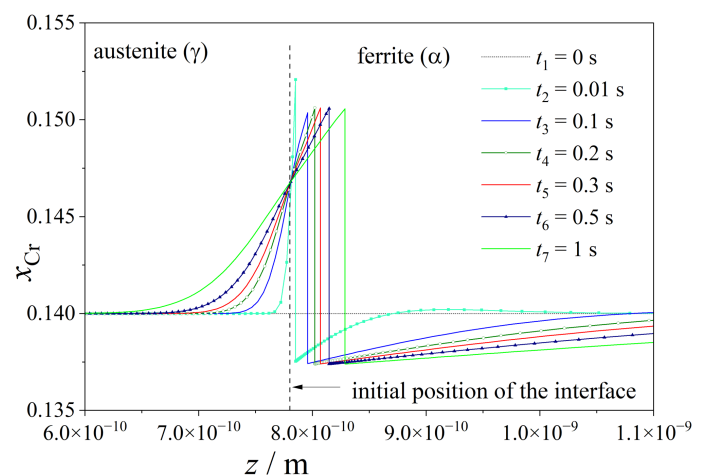 0.155
0.150
0.145
0.140
0.135
x_Cr
austenite (γ)
ferrite (α)
t₁ = 0 s
t₂ = 0.01 s
t₃ = 0.1 s
t₄ = 0.2 s
t₅ = 0.3 s
t₆ = 0.5 s
t₇ = 1 s
initial position of the interface
6.0×10⁻¹⁰
7.0×10⁻¹⁰
8.0×10⁻¹⁰
9.0×10⁻¹⁰
1.0×10⁻⁹
1.1×10⁻⁹
z / m